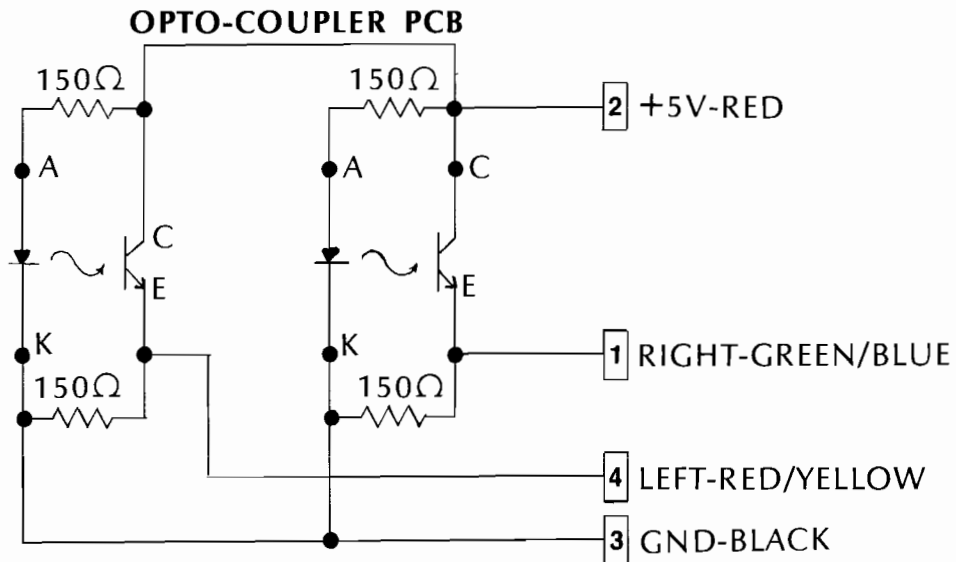 OPTO-COUPLER PCB
150Ω
150Ω
2 +5V-RED
A
A
C
C
E
E
K
K
1 RIGHT-GREEN/BLUE
150Ω
150Ω
4 LEFT-RED/YELLOW
3 GND-BLACK